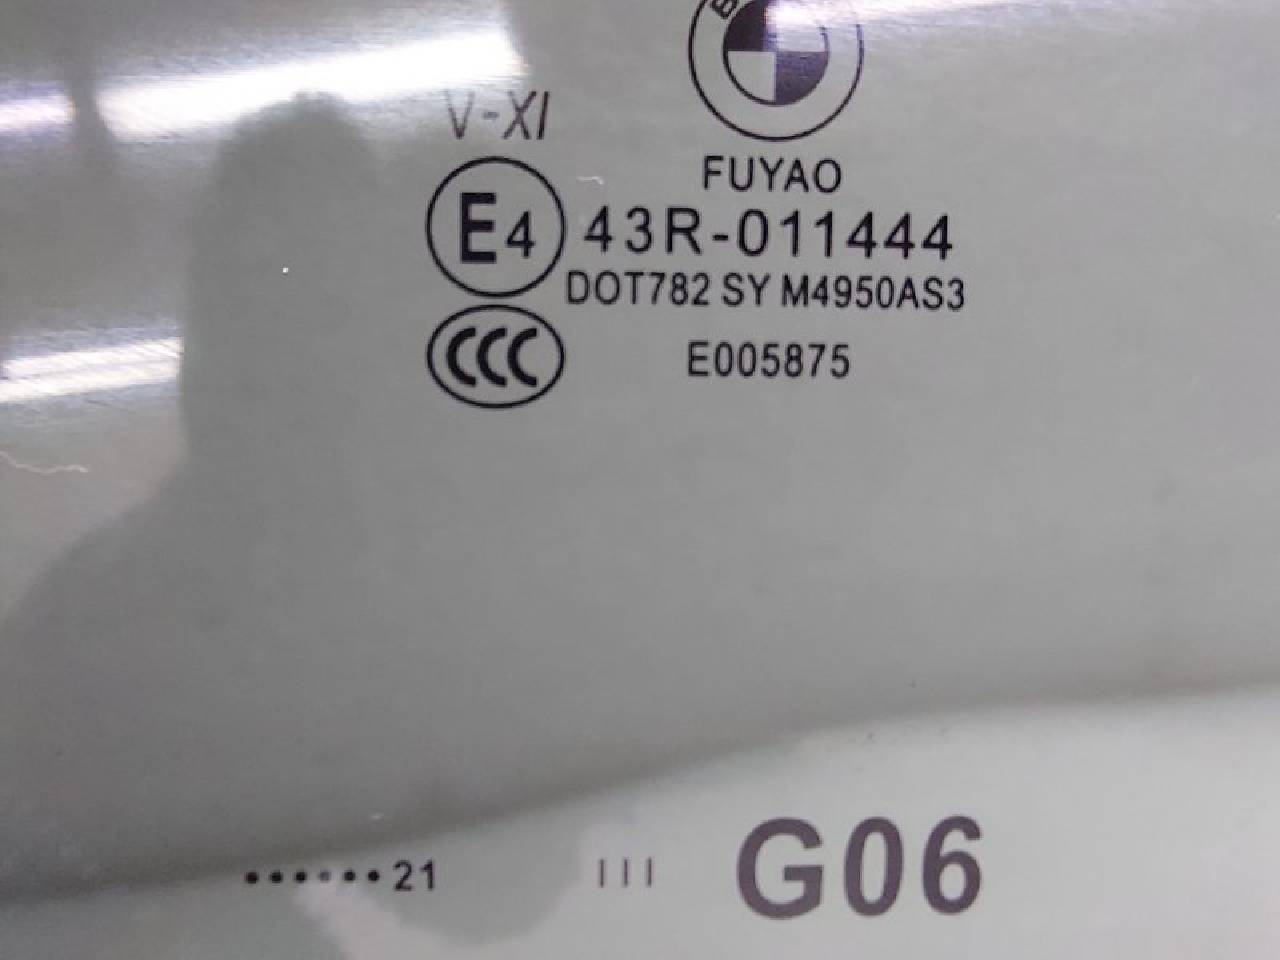 V-XI
FUYAO
E4 43R-011444
DOT782 SY M4950AS3
CCC E005875
••••••21 III G06